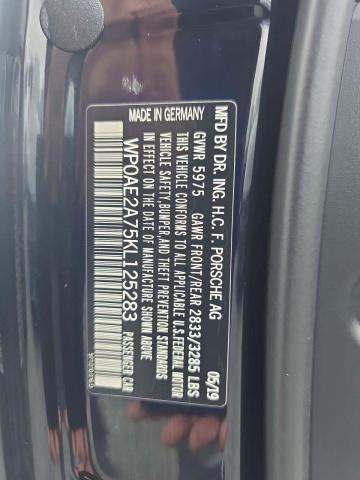 MFD BY DR. ING. H.C. F. PORSCHE AG 05/19
GVWR 5975 GAWR FRONT/REAR 2833/3285 LBS
THIS VEHICLE CONFORMS TO ALL APPLICABLE U.S.FEDERAL MOTOR
VEHICLE SAFETY,BUMPER,AND THEFT PREVENTION STANDARDS
IN EFFECT ON THE DATE OF MANUFACTURE SHOWN ABOVE
WP0AE2A75KL125283 PASSENGER CAR
MADE IN GERMANY